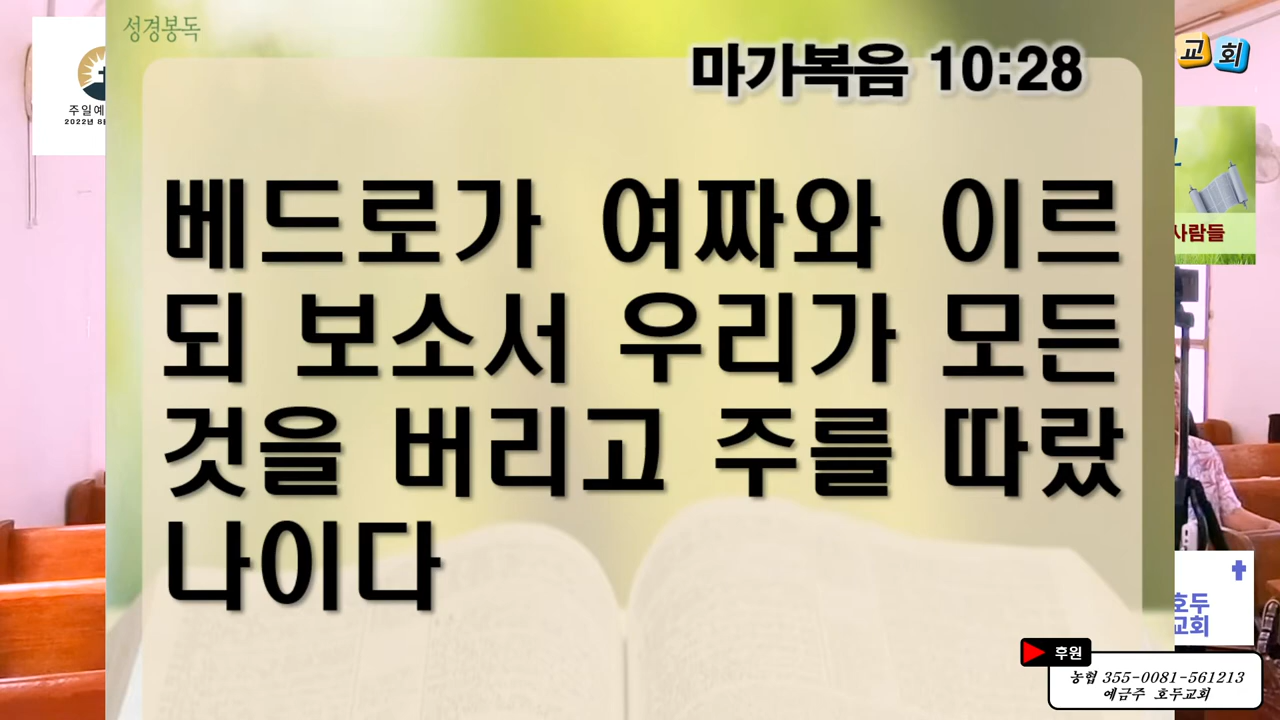 성경봉독
마가복음 10:28
교회
주일예
2022년 8
베드로가 여짜와 이르
되 보소서 우리가 모든
것을 버리고 주를 따랐
나이다
사람들
호두
교회
후원
농협 355-0081-561213
예금주 호두교회